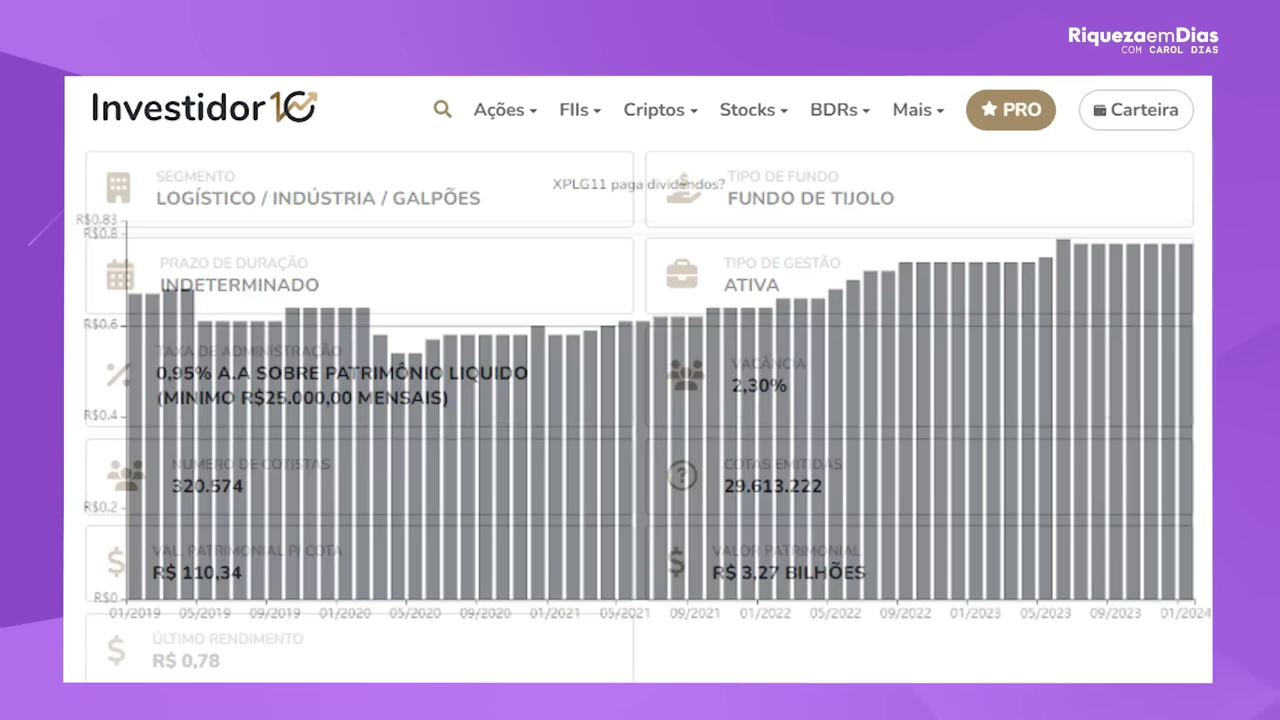 RiquezaemDias
COM CAROL DIAS
Investidor10
Ações
FIIs
Criptos
Stocks
BDRs
Mais
PRO
Carteira
SEGMENTO
LOGÍSTICO / INDÚSTRIA / GALPÕES
XPLG11 paga dividendos?
TIPO DE FUNDO
FUNDO DE TIJOLO
R$0.83
R$0.8
PRAZO DE DURAÇÃO
INDETERMINADO
TIPO DE GESTÃO
ATIVA
R$0.6
TAXA DE ADMINISTRAÇÃO
0,95% A.A SOBRE PATRIMÔNIO LIQUIDO
(MINIMO R$25.000,00 MENSAIS)
VACÂNCIA
2,30%
R$0.4
NUMERO DE COTISTAS
320.574
COTAS EMITIDAS
29.613.222
R$0.2
VAL. PATRIMONIAL P/ COTA
R$ 110,34
VALOR PATRIMONIAL
R$ 3,27 BILHÕES
R$0
01/2019 05/2019 09/2019 01/2020 05/2020 09/2020 01/2021 05/2021 09/2021 01/2022 05/2022 09/2022 01/2023 05/2023 09/2023 01/2024
ÚLTIMO RENDIMENTO
R$ 0,78